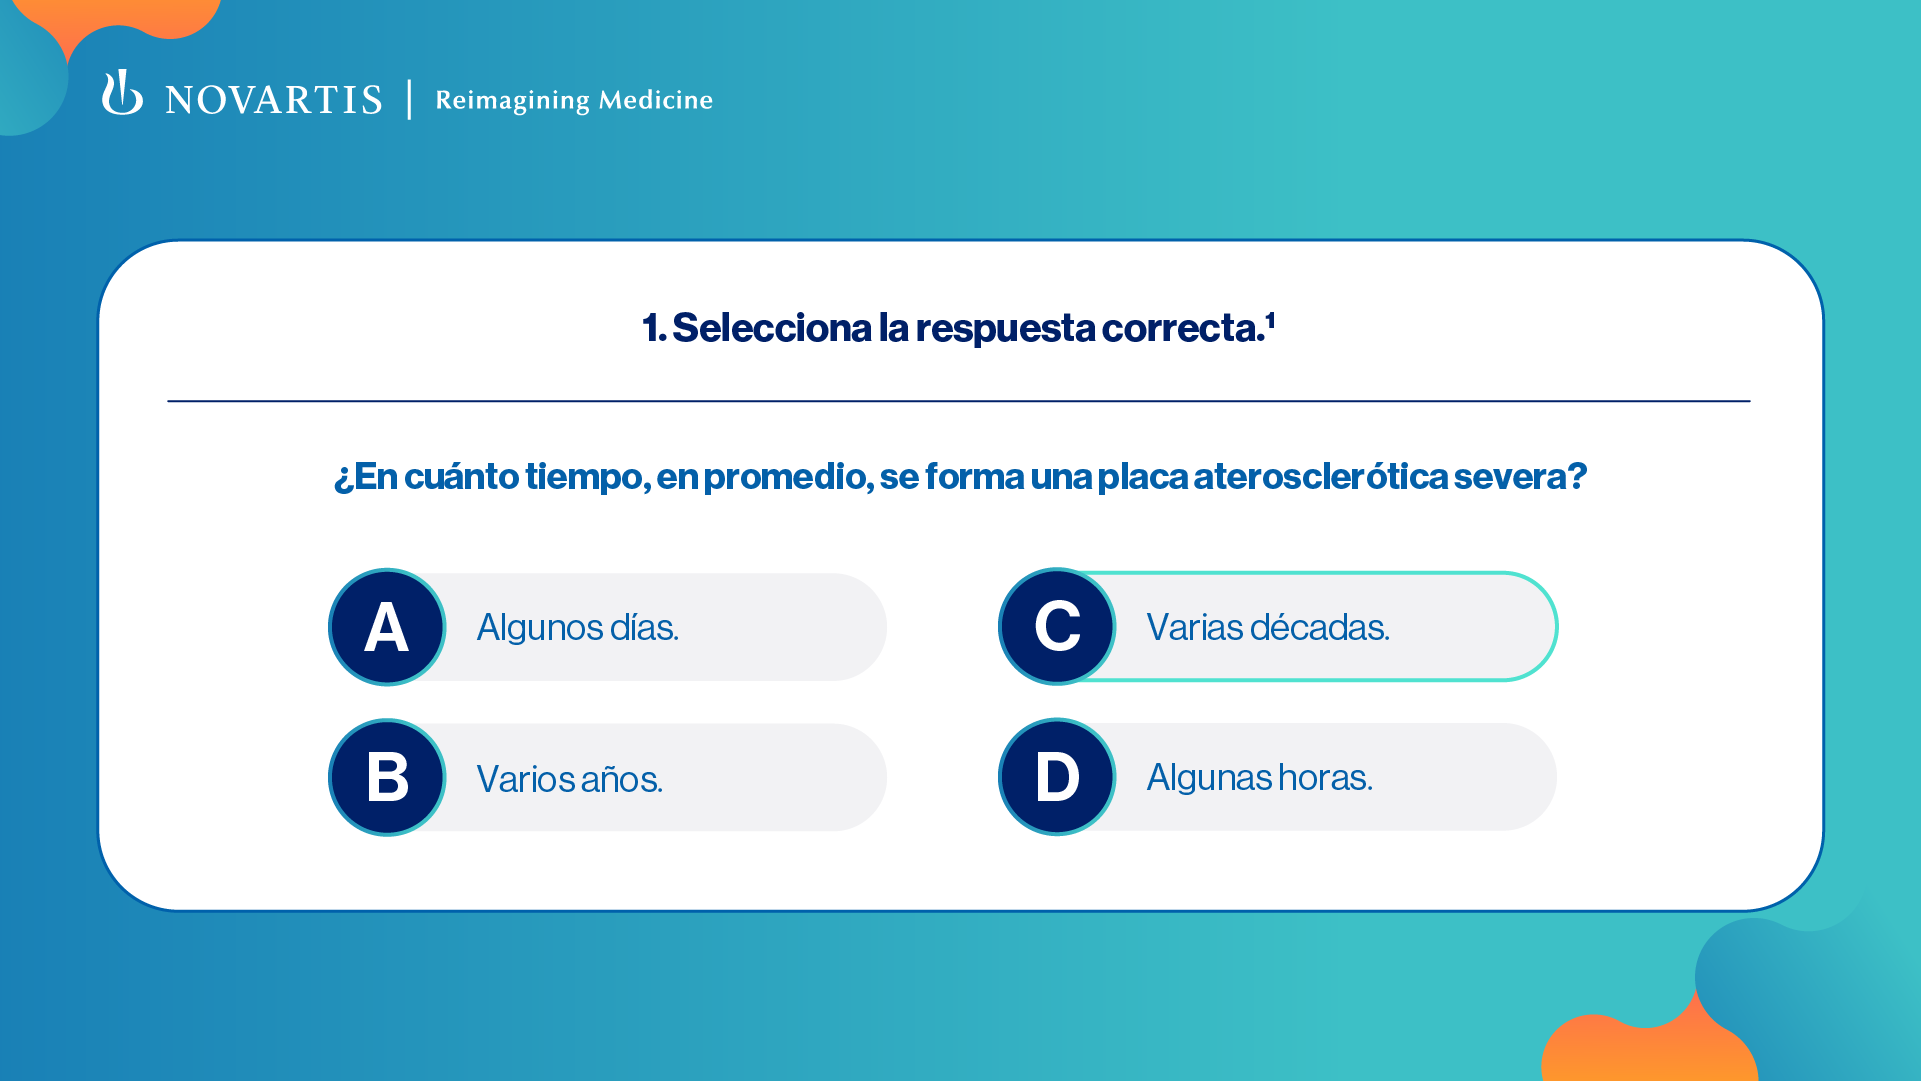 NOVARTIS | Reimagining Medicine
1. Selecciona la respuesta correcta.¹
¿En cuánto tiempo, en promedio, se forma una placa aterosclerótica severa?
A Algunos días.
C Varias décadas.
B Varios años.
D Algunas horas.